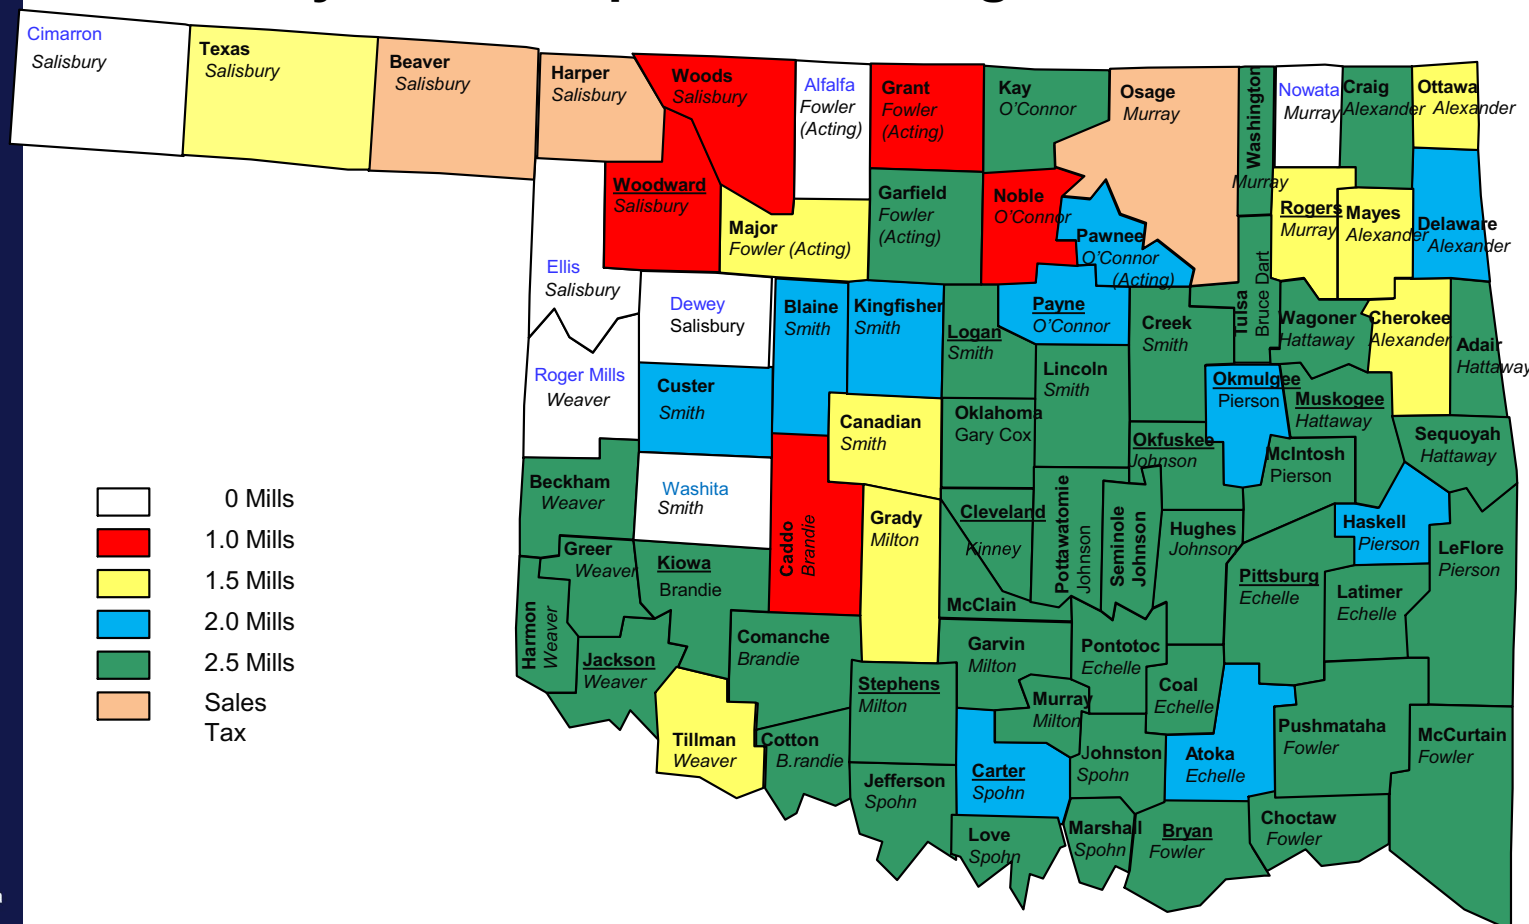 Cimarron
Salisbury
Texas
Salisbury
Beaver
Salisbury
Harper
Salisbury
Woods
Salisbury
Alfalfa
Fowler
(Acting)
Grant
Fowler
(Acting)
Kay
O'Connor
Osage
Murray
Washington
Murray
Nowata
Murray
Craig
Alexander
Ottawa
Alexander
Woodward
Salisbury
Major
Fowler (Acting)
Garfield
Fowler
(Acting)
Noble
O'Connor
Pawnee
O'Connor
(Acting)
Rogers
Murray
Mayes
Alexander
Delaware
Alexander
Ellis
Salisbury
Dewey
Salisbury
Blaine
Smith
Kingfisher
Smith
Logan
Smith
Payne
O'Connor
Creek
Smith
Tulsa
Bruce Dart
Wagoner
Hattaway
Cherokee
Alexander
Adair
Hattaway
Roger Mills
Weaver
Custer
Smith
Canadian
Smith
Oklahoma
Gary Cox
Lincoln
Smith
Okmulgee
Pierson
Muskogee
Hattaway
Okfuskee
Johnson
McIntosh
Pierson
Sequoyah
Hattaway
Beckham
Weaver
Washita
Smith
Caddo
Brandie
Grady
Milton
Cleveland
Kinney
Pottawatomie
Johnson
Seminole
Johnson
Hughes
Johnson
Haskell
Pierson
LeFlore
Pierson
Greer
Weaver
Kiowa
Brandie
McClain
Pittsburg
Echelle
Latimer
Echelle
Harmon
Weaver
Jackson
Weaver
Comanche
Brandie
Garvin
Milton
Pontotoc
Echelle
Stephens
Milton
Murray
Milton
Coal
Echelle
Pushmataha
Fowler
McCurtain
Fowler
Tillman
Weaver
Cotton
B.randie
Johnston
Spohn
Atoka
Echelle
Jefferson
Spohn
Carter
Spohn
Love
Spohn
Marshall
Spohn
Bryan
Fowler
Choctaw
Fowler
0 Mills
1.0 Mills
1.5 Mills
2.0 Mills
2.5 Mills
Sales
Tax